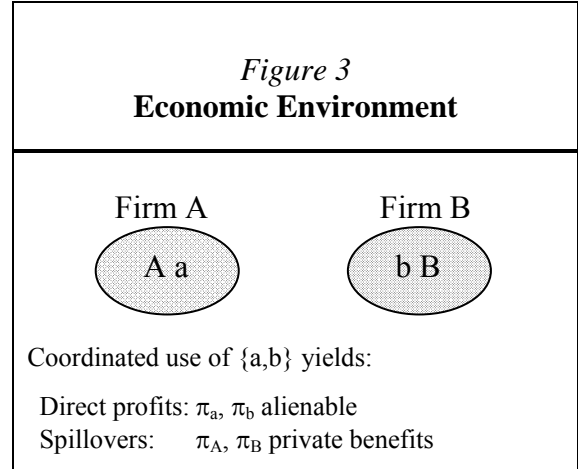 Figure 3
Economic Environment
Firm A Firm B
A a b B
Coordinated use of {a,b} yields:
Direct profits: πa, πb alienable
Spillovers: πA, πB private benefits